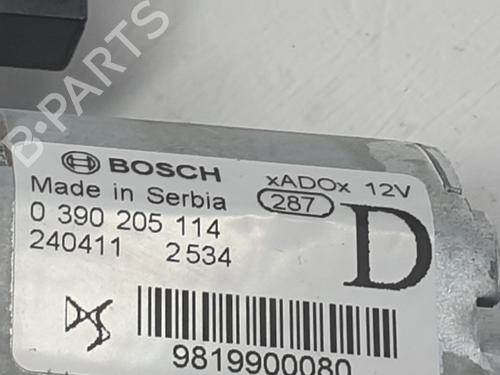 B-PARTS
BOSCH xADOx 12V
Made in Serbia 287
0 390 205 114 D
240411 2534
9819900080